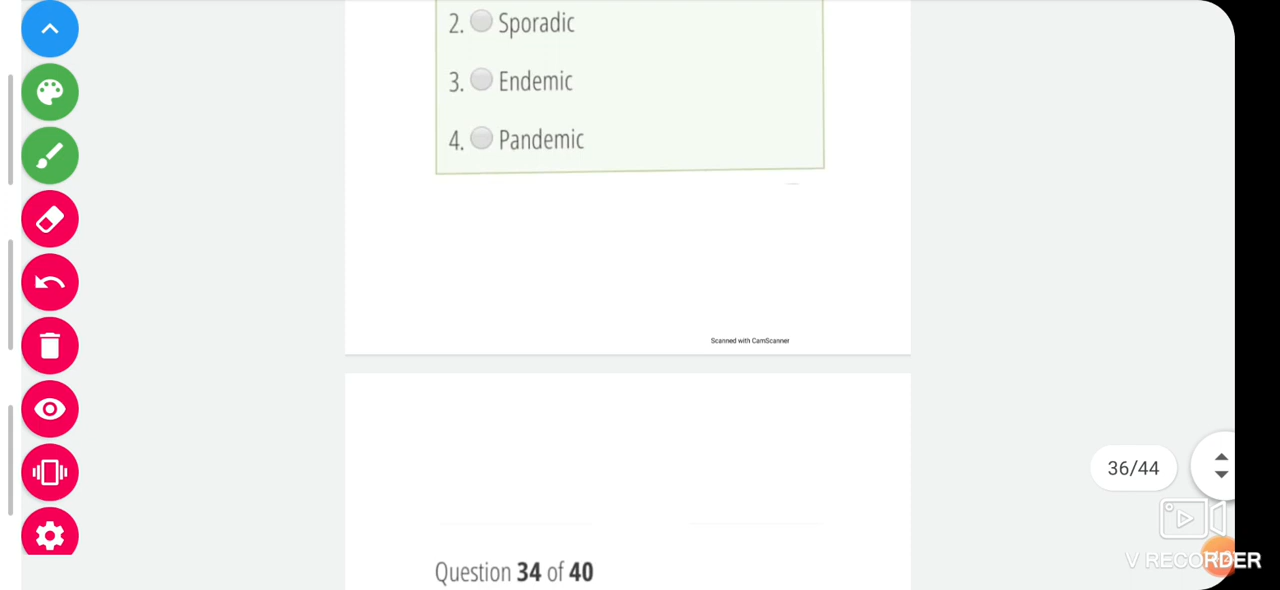 2. Sporadic
3. Endemic
4. Pandemic
Scanned with CamScanner
36/44
Question 34 of 40
V RECORDER